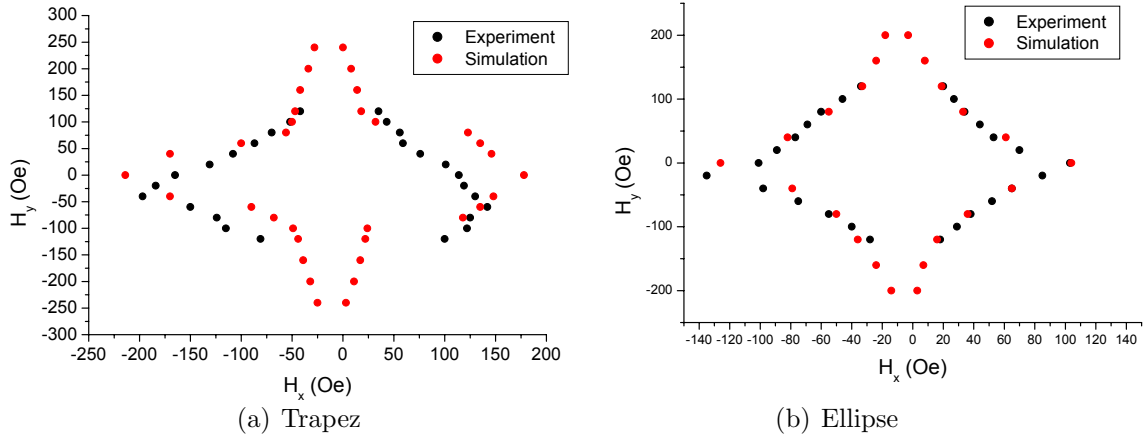 300
250
200
150
100
50
0
-50
-100
-150
-200
-250
-300
H_y (Oe)
-250 -200 -150 -100 -50 0 50 100 150 200
H_x (Oe)
Experiment
Simulation
(a) Trapez
200
100
0
-100
-200
H_y (Oe)
-140 -120 -100 -80 -60 -40 -20 0 20 40 60 80 100 120 140
H_x (Oe)
Experiment
Simulation
(b) Ellipse